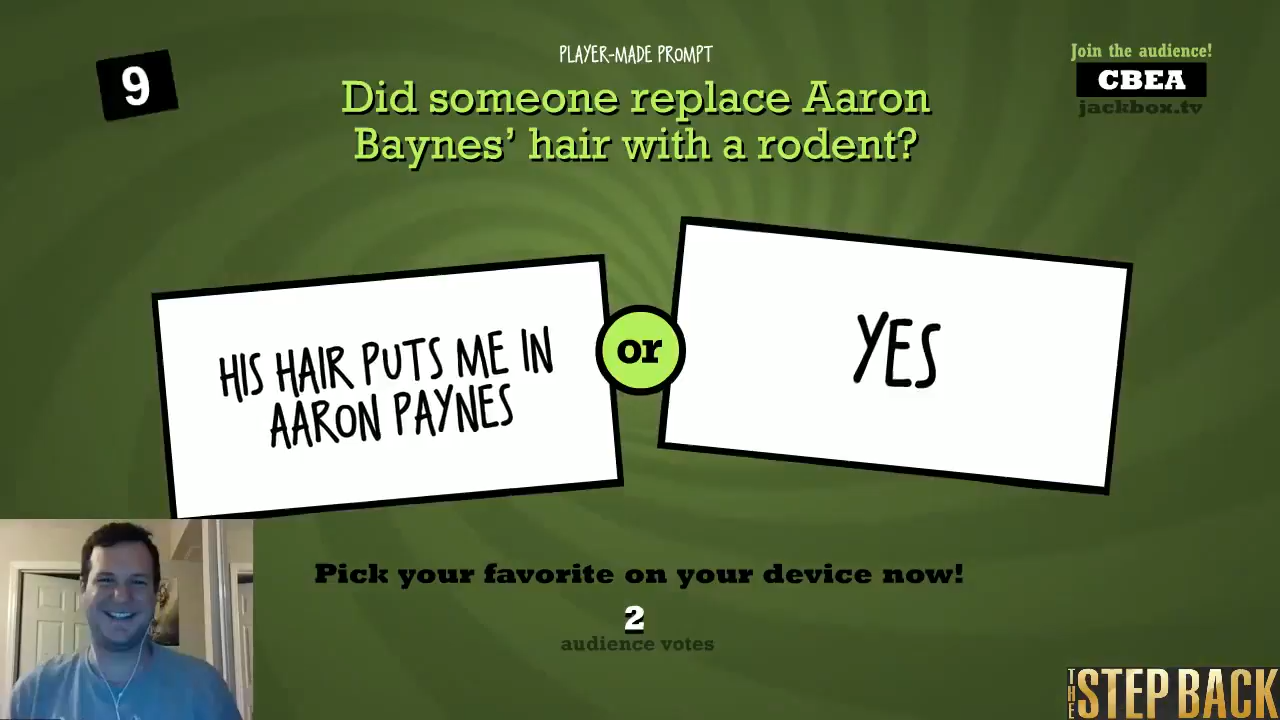 9
PLAYER-MADE PROMPT
Did someone replace Aaron
Baynes’ hair with a rodent?
Join the audience!
CBEA
jackbox.tv
HIS HAIR PUTS ME IN
AARON PAYNES
or
YES
Pick your favorite on your device now!
2
audience votes
THE STEP BACK